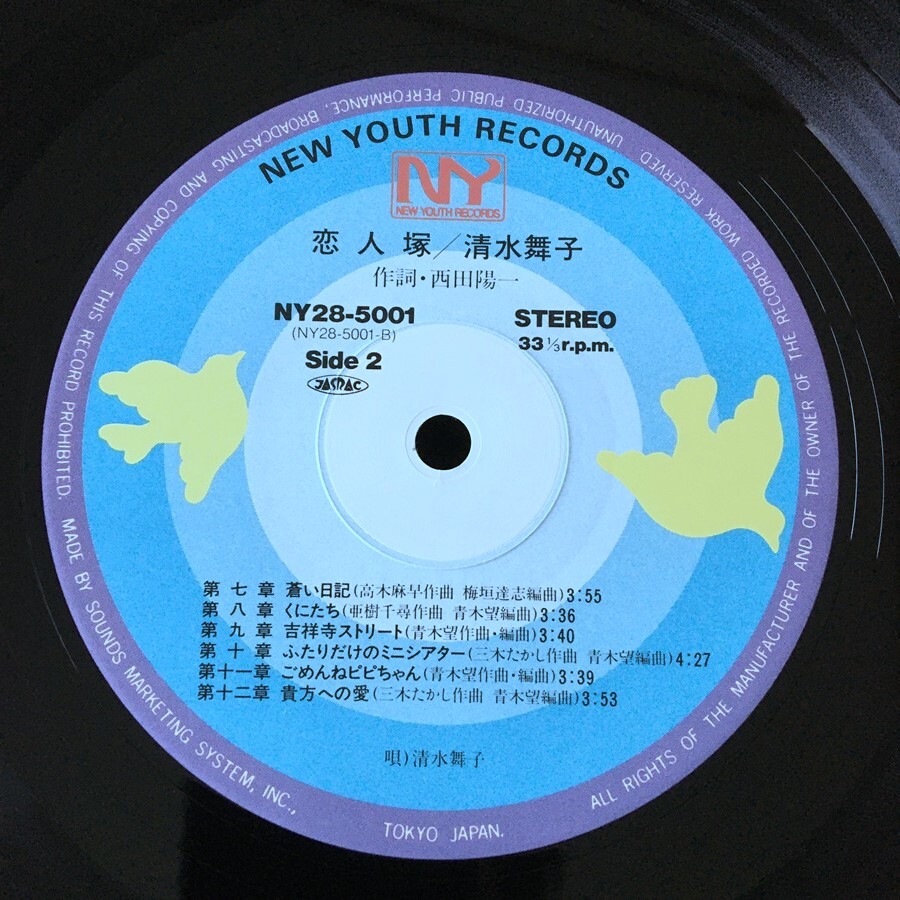 NEW YOUTH RECORDS
NY
NEW YOUTH RECORDS
恋人塚／清水舞子
作詞・西田陽一
NY28-5001
(NY28-5001-B)
Side 2
JASRAC
STEREO
33 1/3 r.p.m.
第七章 蒼い日記(高木麻早作曲 梅垣達志編曲)3:55
第八章 くにたち(亜樹千尋作曲 青木望編曲)3:36
第九章 吉祥寺ストリート(青木望作曲・編曲)3:40
第十章 ふたりだけのミニシアター(三木たかし作曲 青木望編曲)4:27
第十一章 ごめんねピピちゃん(青木望作曲・編曲)3:39
第十二章 貴方への愛(三木たかし作曲 青木望編曲)3:53
唄)清水舞子
ALL RIGHTS OF THE MANUFACTURER AND OF THE OWNER OF THE RECORDED WORK RESERVED. UNAUTHORIZED PUBLIC PERFORMANCE, BROADCASTING AND COPYING OF THIS RECORD PROHIBITED. MADE BY SOUNDS MARKETING SYSTEM, INC., TOKYO JAPAN.